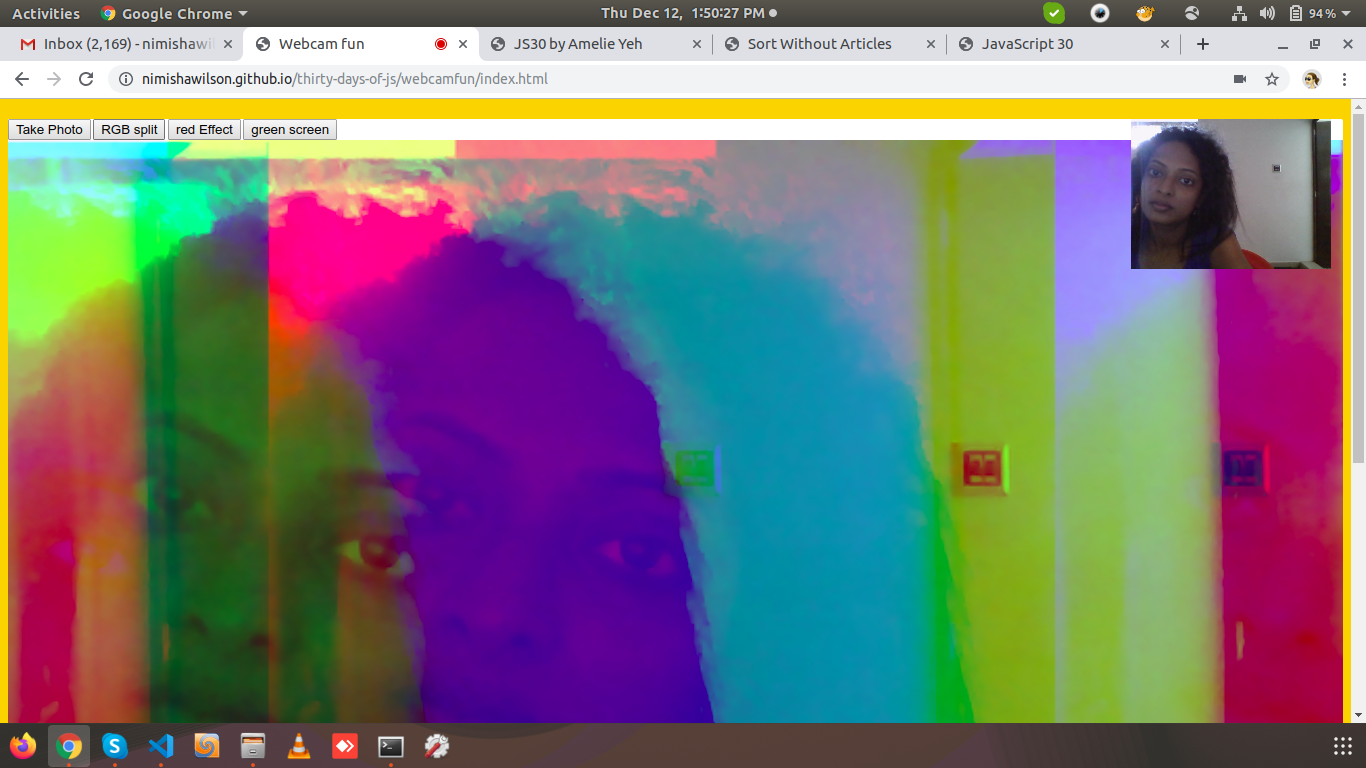 Activities Google Chrome Thu Dec 12, 1:50:27 PM 94 %
Inbox (2,169) - nimishawil Webcam fun JS30 by Amelie Yeh Sort Without Articles JavaScript 30
nimishawilson.github.io/thirty-days-of-js/webcamfun/index.html
Take Photo RGB split red Effect green screen